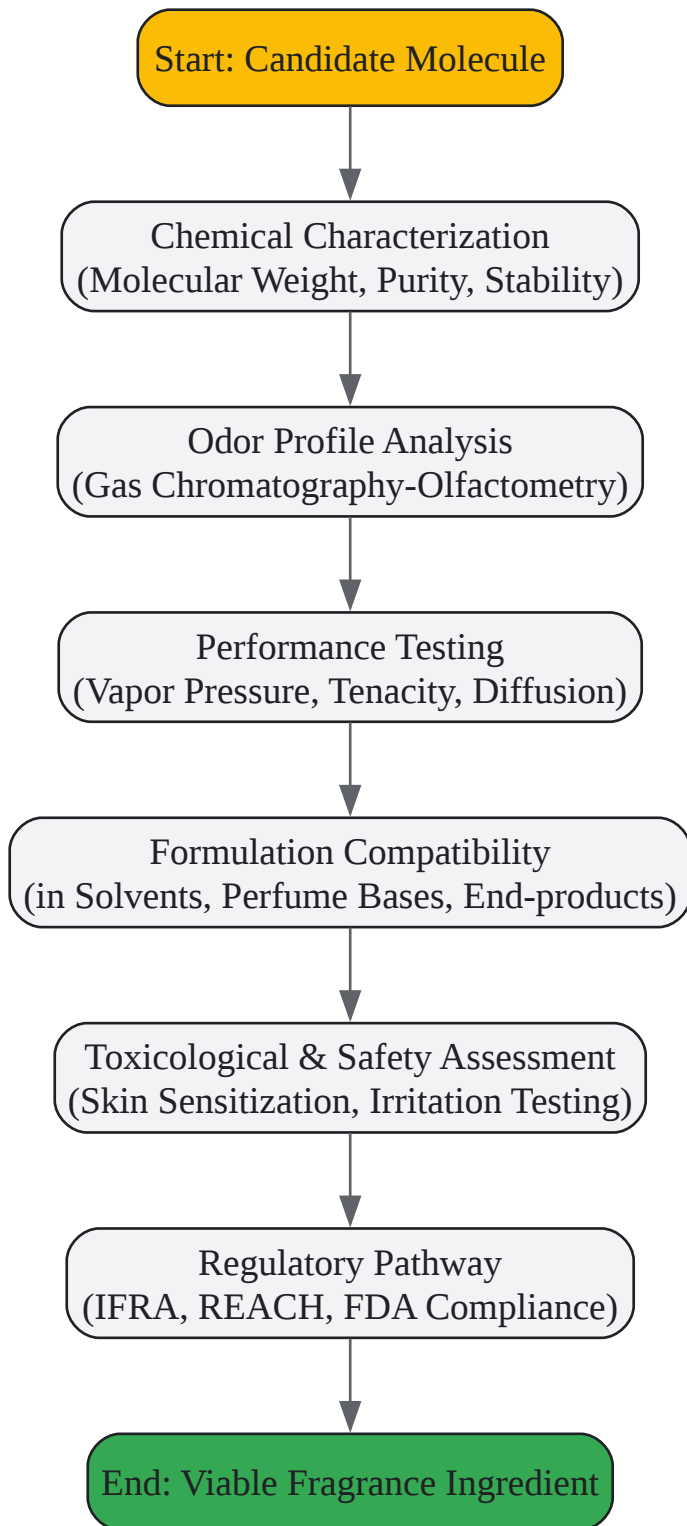 Start: Candidate Molecule
Chemical Characterization
(Molecular Weight, Purity, Stability)
Odor Profile Analysis
(Gas Chromatography-Olfactometry)
Performance Testing
(Vapor Pressure, Tenacity, Diffusion)
Formulation Compatibility
(in Solvents, Perfume Bases, End-products)
Toxicological & Safety Assessment
(Skin Sensitization, Irritation Testing)
Regulatory Pathway
(IFRA, REACH, FDA Compliance)
End: Viable Fragrance Ingredient